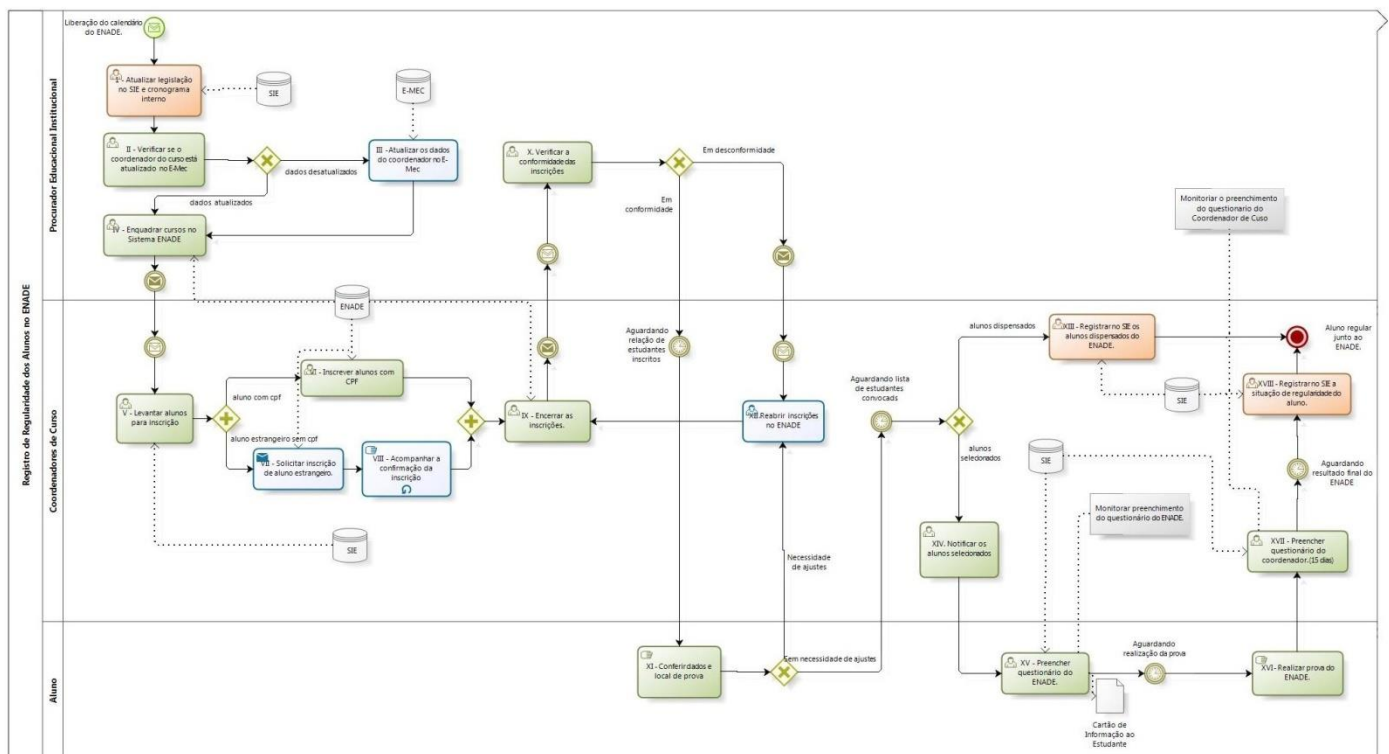 Registro de Regularidade dos Alunos no ENADE
Procurador Educacional Institucional
Liberação do calendário
do ENADE.
I - Atualizar legislação
no SIE e cronograma
interno
SIE
E-MEC
II - Verificar se o
coordenador do curso está
atualizado no E-Mec
dados desatualizados
III - Atualizar os dados
do coordenador no E-
Mec
dados atualizados
IV - Enquadrar cursos no
Sistema ENADE
X. Verificar a
conformidade das
inscrições
Em desconformidade
Em
conformidade
Monitoriar o preenchimento
do questionario do
Coordenador de Cuso
Coordenadores de Curso
ENADE
V - Levantar alunos
para inscrição
aluno com cpf
VI - Inscrever alunos com
CPF
aluno estrangeiro sem cpf
VII - Solicitar inscrição
de aluno estrangeiro.
VIII - Acompanhar a
confirmação da
inscrição
SIE
IX - Encerrar as
inscrições.
Aguardando
relação de
estudantes
inscritos
XII.Reabrir inscrições
no ENADE
Necessidade
de ajustes
Aguardando lista
de estudantes
convocada
alunos dispensados
XIII - Registrar no SIE os
alunos dispensados do
ENADE.
Aluno regular
junto ao
ENADE.
SIE
XVIII - Registrar no SIE a
situação de regularidade do
aluno.
alunos
selecionados
SIE
Aguardando
resultado final do
ENADE
Monitorar preenchimento
do questionário do ENADE.
XIV. Notificar os
alunos selecionados
XVII - Preencher
questionário do
coordenador.(15 dias)
Aluno
XI - Conferir dados e
local de prova
Sem necessidade de ajustes
XV - Preencher
questionário do
ENADE.
Aguardando
realização da prova
XVI- Realizar prova do
ENADE.
Cartão de
Informação ao
Estudante